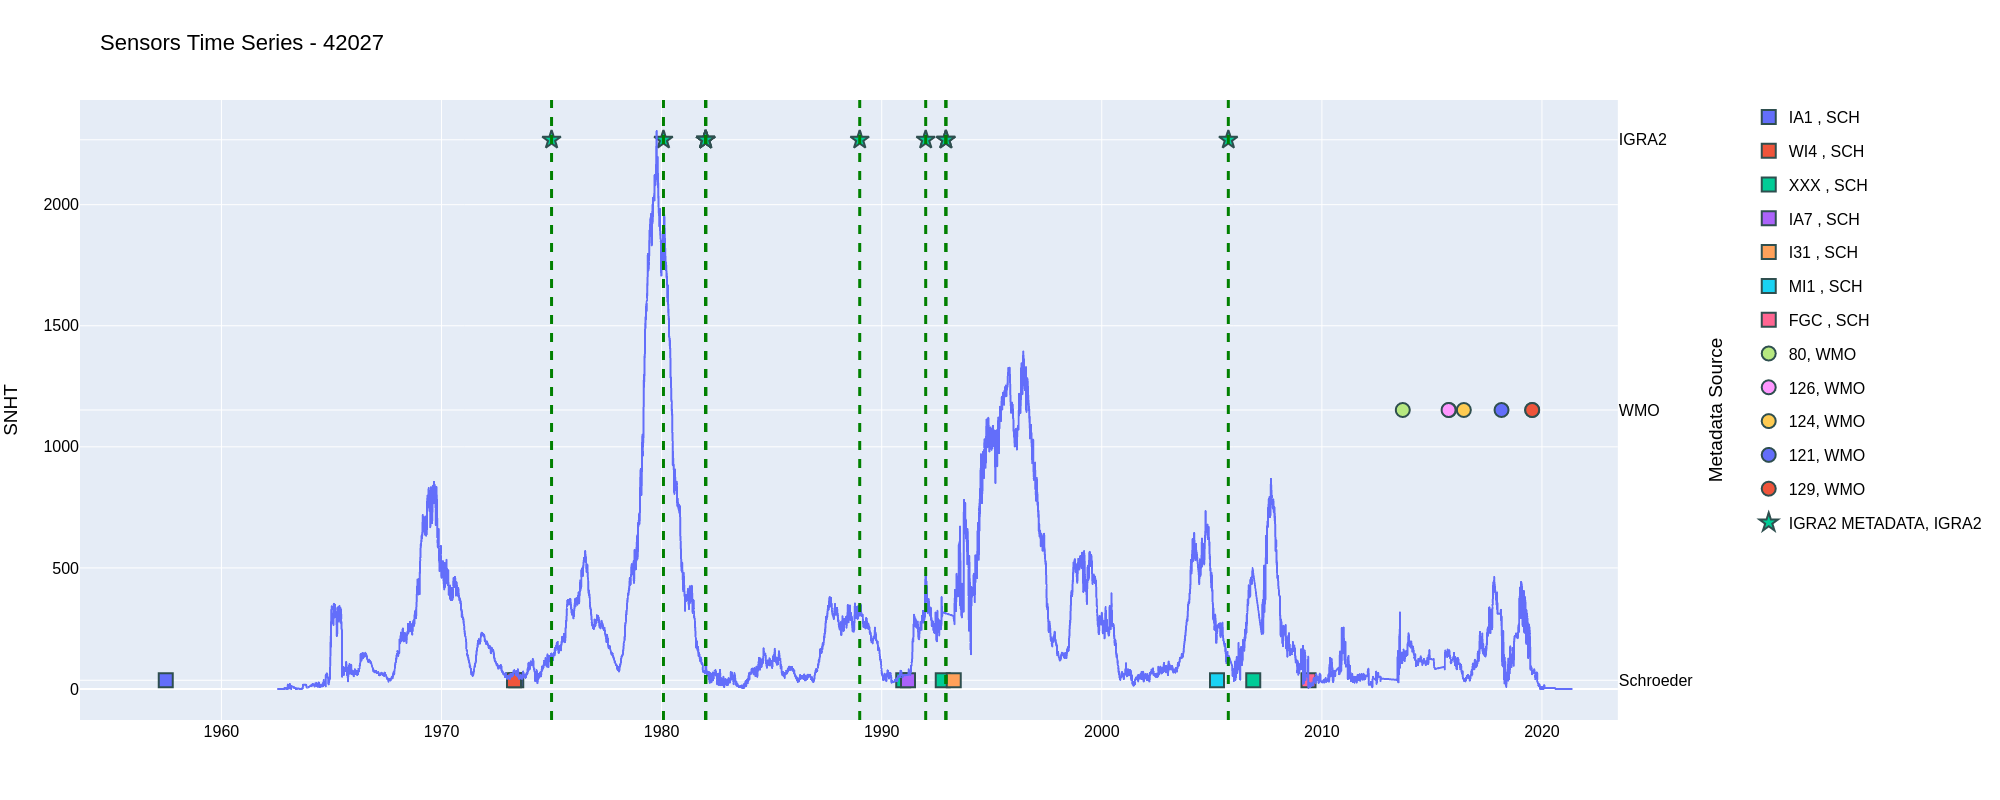 Sensors Time Series - 42027
IGRA2
2000
1500
WMO
1000
500
Schroeder
0
1960 1970 1980 1990 2000 2010 2020
SNHT
Metadata Source
IA1 , SCH
WI4 , SCH
XXX , SCH
IA7 , SCH
I31 , SCH
MI1 , SCH
FGC , SCH
80, WMO
126, WMO
124, WMO
121, WMO
129, WMO
IGRA2 METADATA, IGRA2